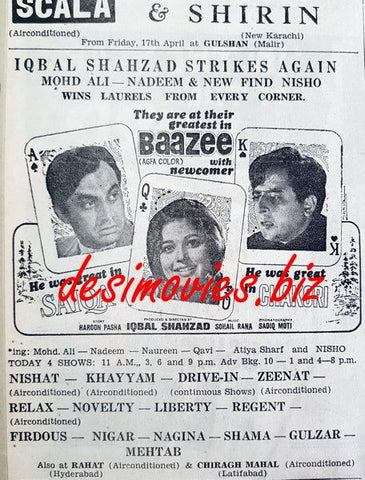 SCALA & SHIRIN
(Airconditioned) (New Karachi)
From Friday, 17th April at GULSHAN (Malir)
IQBAL SHAHZAD STRIKES AGAIN
MOHD ALI — NADEEM & NEW FIND NISHO
WINS LAURELS FROM EVERY CORNER.
They are at their
greatest in
BAAZEE
(AGFA COLOR) with
newcomer
A
K
Q
K
He was great in
He was great
in
desimovies.biz
STORY
HAROON PASHA
PRODUCED & DIRECTED BY
IQBAL SHAHZAD
MUSIC
SOHAIL RANA
SADIQ MOTI
*ing: Mohd. Ali — Nadeem — Naureen — Qavi — Atiya Sharf and NISHO
TODAY 4 SHOWS: 11 A.M., 3, 6 and 9 p.m. Adv Bkg. 10 — 1 and 4—8 p.m.
NISHAT — KHAYYAM — DRIVE-IN — ZEENAT —
(Airconditioned) (Airconditioned) (continuous Shows) (Airconditioned)
RELAX — NOVELTY — LIBERTY — REGENT —
(Airconditioned) (Airconditioned)
FIRDOUS — NIGAR — NAGINA — SHAMA — GULZAR —
MEHTAB
Also at RAHAT (Airconditioned) & CHIRAGH MAHAL (Airconditioned)
(Hyderabad) (Latifabad)